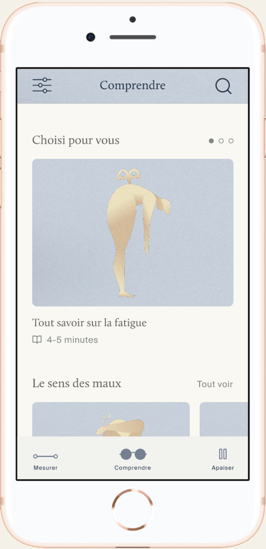 Comprendre
Choisi pour vous
Tout savoir sur la fatigue
4-5 minutes
Le sens des maux
Tout voir
Mesurer
Comprendre
Apaiser